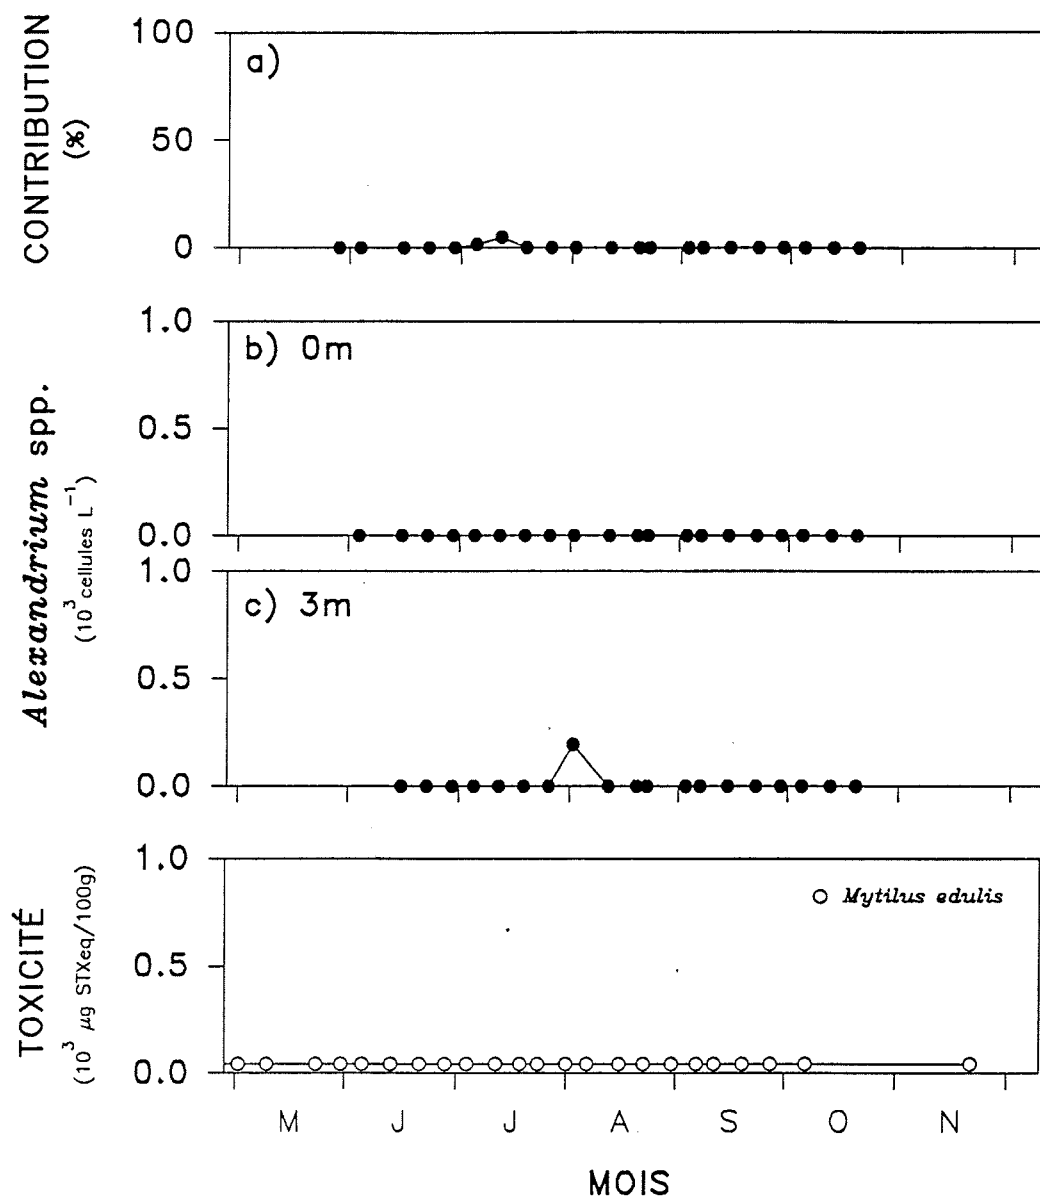 CONTRIBUTION
(%)
100
50
0
a)
Alexandrium spp.
(10³ cellules L⁻¹)
1.0
0.5
0.0
b) 0m
1.0
0.5
0.0
c) 3m
TOXICITÉ
(10³ µg STXeq/100g)
1.0
0.5
0.0
Mytilus edulis
M J J A S O N
MOIS